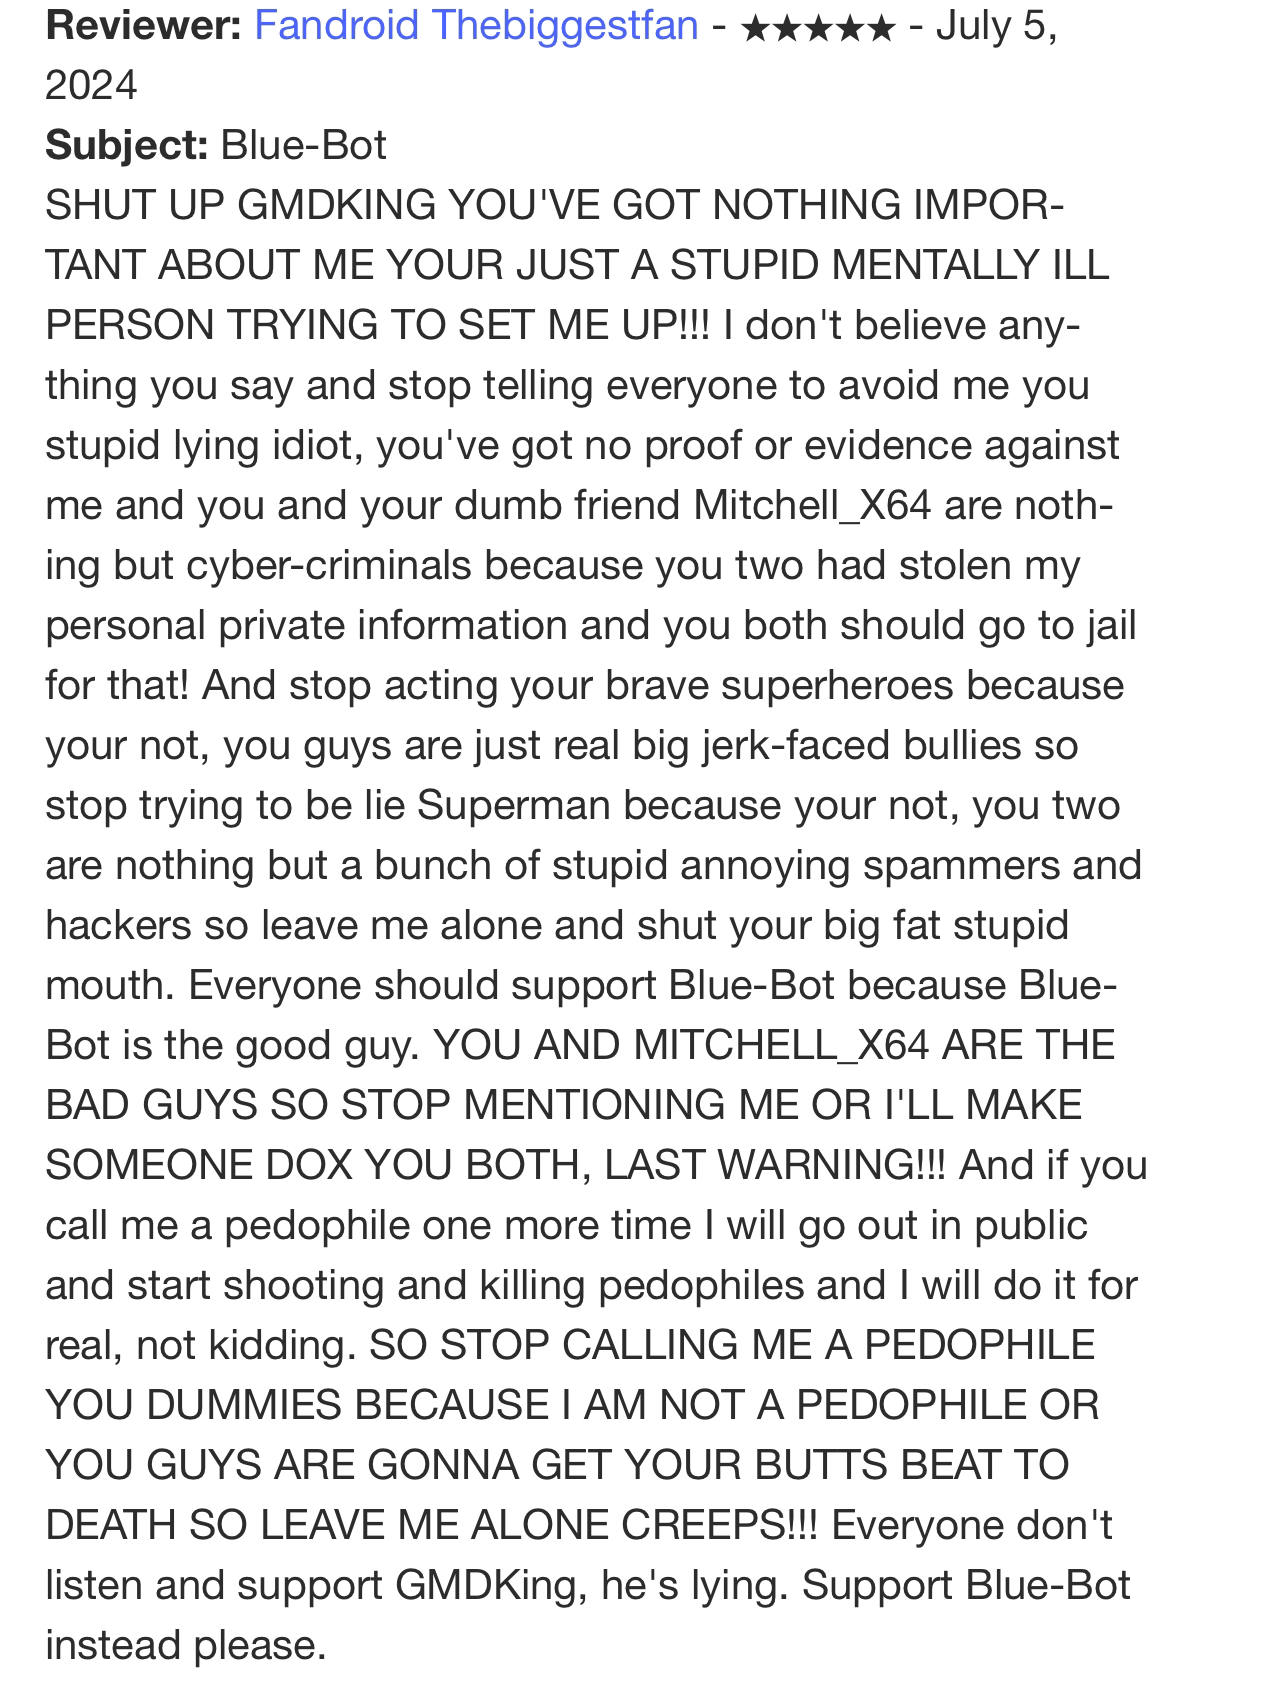 Reviewer: Fandroid Thebiggestfan - ★★★★★ - July 5,
2024
Subject: Blue-Bot
SHUT UP GMDKING YOU'VE GOT NOTHING IMPOR-
TANT ABOUT ME YOUR JUST A STUPID MENTALLY ILL
PERSON TRYING TO SET ME UP!!! I don't believe any-
thing you say and stop telling everyone to avoid me you
stupid lying idiot, you've got no proof or evidence against
me and you and your dumb friend Mitchell_X64 are noth-
ing but cyber-criminals because you two had stolen my
personal private information and you both should go to jail
for that! And stop acting your brave superheroes because
your not, you guys are just real big jerk-faced bullies so
stop trying to be lie Superman because your not, you two
are nothing but a bunch of stupid annoying spammers and
hackers so leave me alone and shut your big fat stupid
mouth. Everyone should support Blue-Bot because Blue-
Bot is the good guy. YOU AND MITCHELL_X64 ARE THE
BAD GUYS SO STOP MENTIONING ME OR I'LL MAKE
SOMEONE DOX YOU BOTH, LAST WARNING!!! And if you
call me a pedophile one more time I will go out in public
and start shooting and killing pedophiles and I will do it for
real, not kidding. SO STOP CALLING ME A PEDOPHILE
YOU DUMMIES BECAUSE I AM NOT A PEDOPHILE OR
YOU GUYS ARE GONNA GET YOUR BUTTS BEAT TO
DEATH SO LEAVE ME ALONE CREEPS!!! Everyone don't
listen and support GMDKing, he's lying. Support Blue-Bot
instead please.